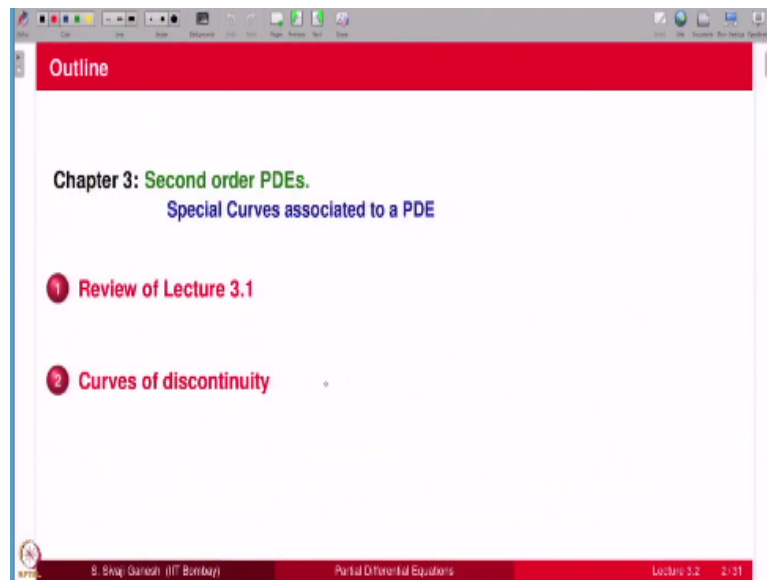 Outline
Chapter 3: Second order PDEs.
Special Curves associated to a PDE
1 Review of Lecture 3.1
2 Curves of discontinuity
S. Sivaji Ganesh (IIT Bombay) Partial Differential Equations Lecture 3.2 2/31